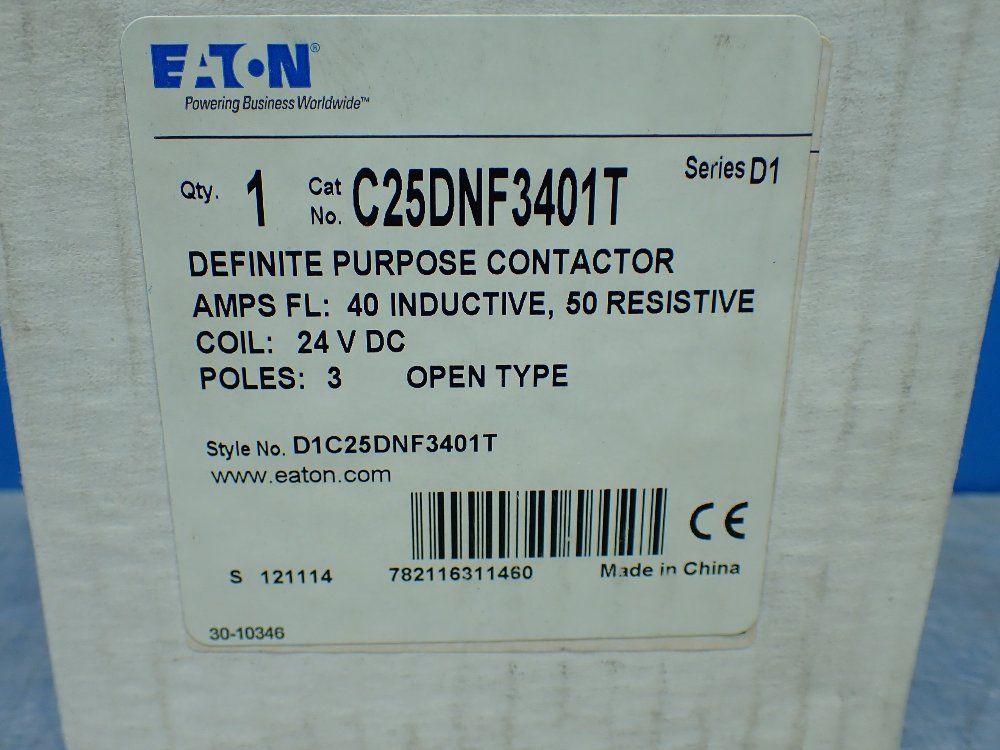 EATON®
Powering Business Worldwide™
Qty. 1 Cat No. C25DNF3401T Series D1
DEFINITE PURPOSE CONTACTOR
AMPS FL: 40 INDUCTIVE, 50 RESISTIVE
COIL: 24 V DC
POLES: 3 OPEN TYPE
Style No. D1C25DNF3401T
www.eaton.com
CE
S 121114 782116311460 Made in China
30-10346